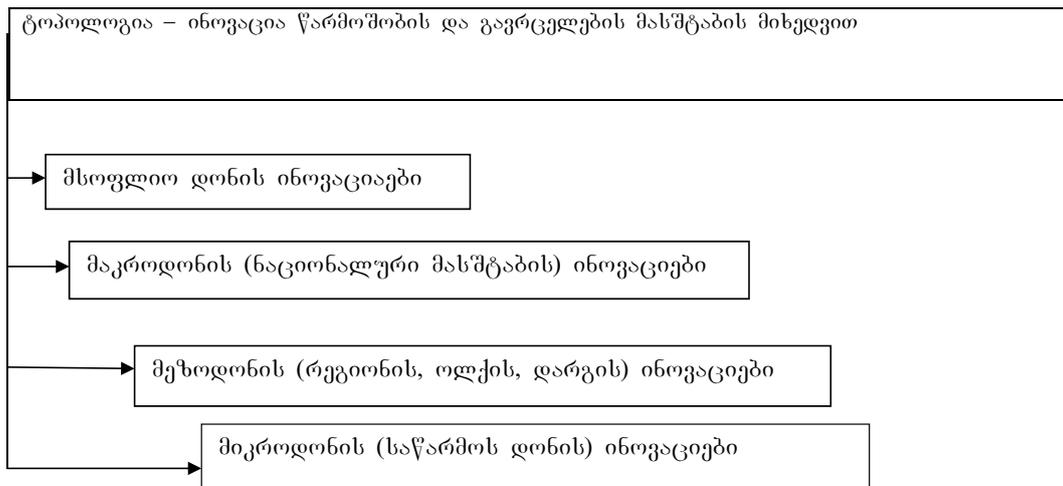 ტოპოლოგია – ინოვაცია წარმოშობის და გავრცელების მასშტაბის მიხედვით
მსოფლიო დონის ინოვაციაები
მაკროდონის (ნაციონალური მასშტაბის) ინოვაციები
მეზოდონის (რეგიონის, ოლქის, დარგის) ინოვაციები
მიკროდონის (საწარმოს დონის) ინოვაციები